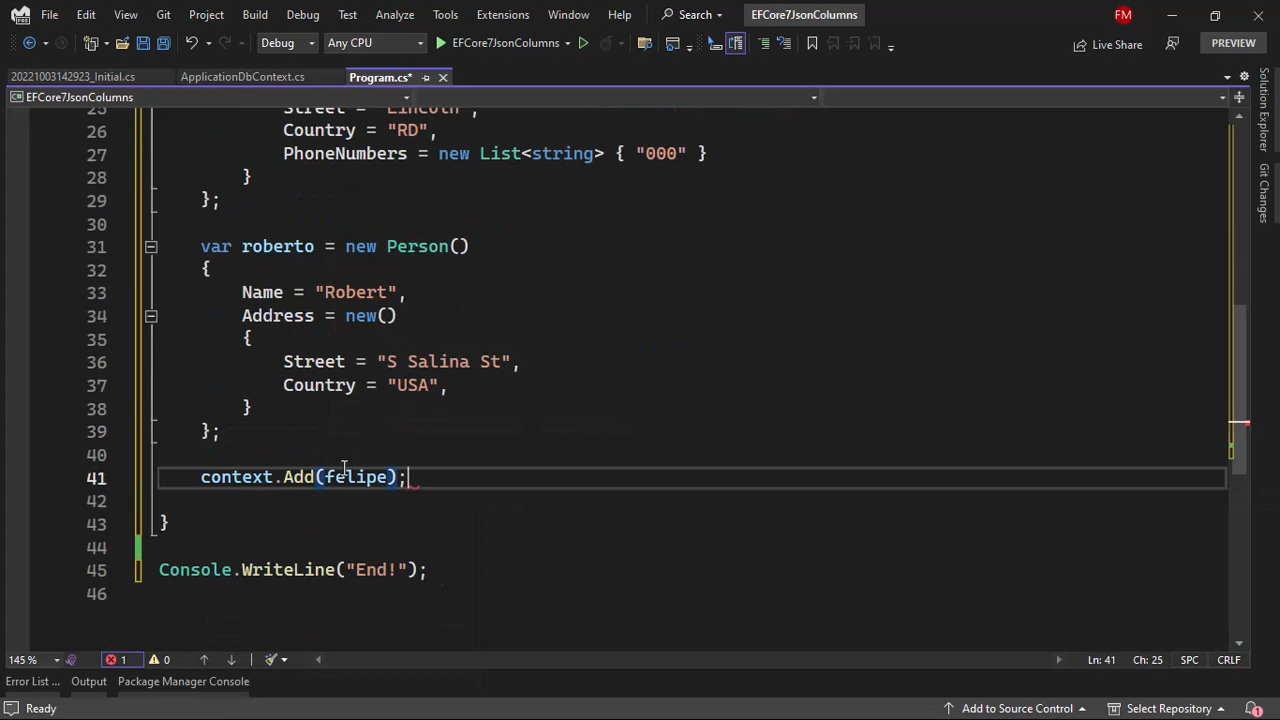 File Edit View Git Project Build Debug Test Analyze Tools Extensions Window Help Search EFCore7JsonColumns FM
Debug Any CPU EFCore7JsonColumns Live Share PREVIEW
20221003142923_Initial.cs ApplicationDbContext.cs Program.cs*
EFCore7JsonColumns
25 Street = "Lincoln",
26 Country = "RD",
27 PhoneNumbers = new List<string> { "000" }
28 }
29 };
30
31 var roberto = new Person()
32 {
33 Name = "Robert",
34 Address = new()
35 {
36 Street = "S Salina St",
37 Country = "USA",
38 }
39 };
40
41 context.Add(felipe);
42
43 }
44
45 Console.WriteLine("End!");
46
Solution Explorer
Git Changes
145 % 1 0 Ln: 41 Ch: 25 SPC CRLF
Error List ... Output Package Manager Console
Ready Add to Source Control Select Repository 1